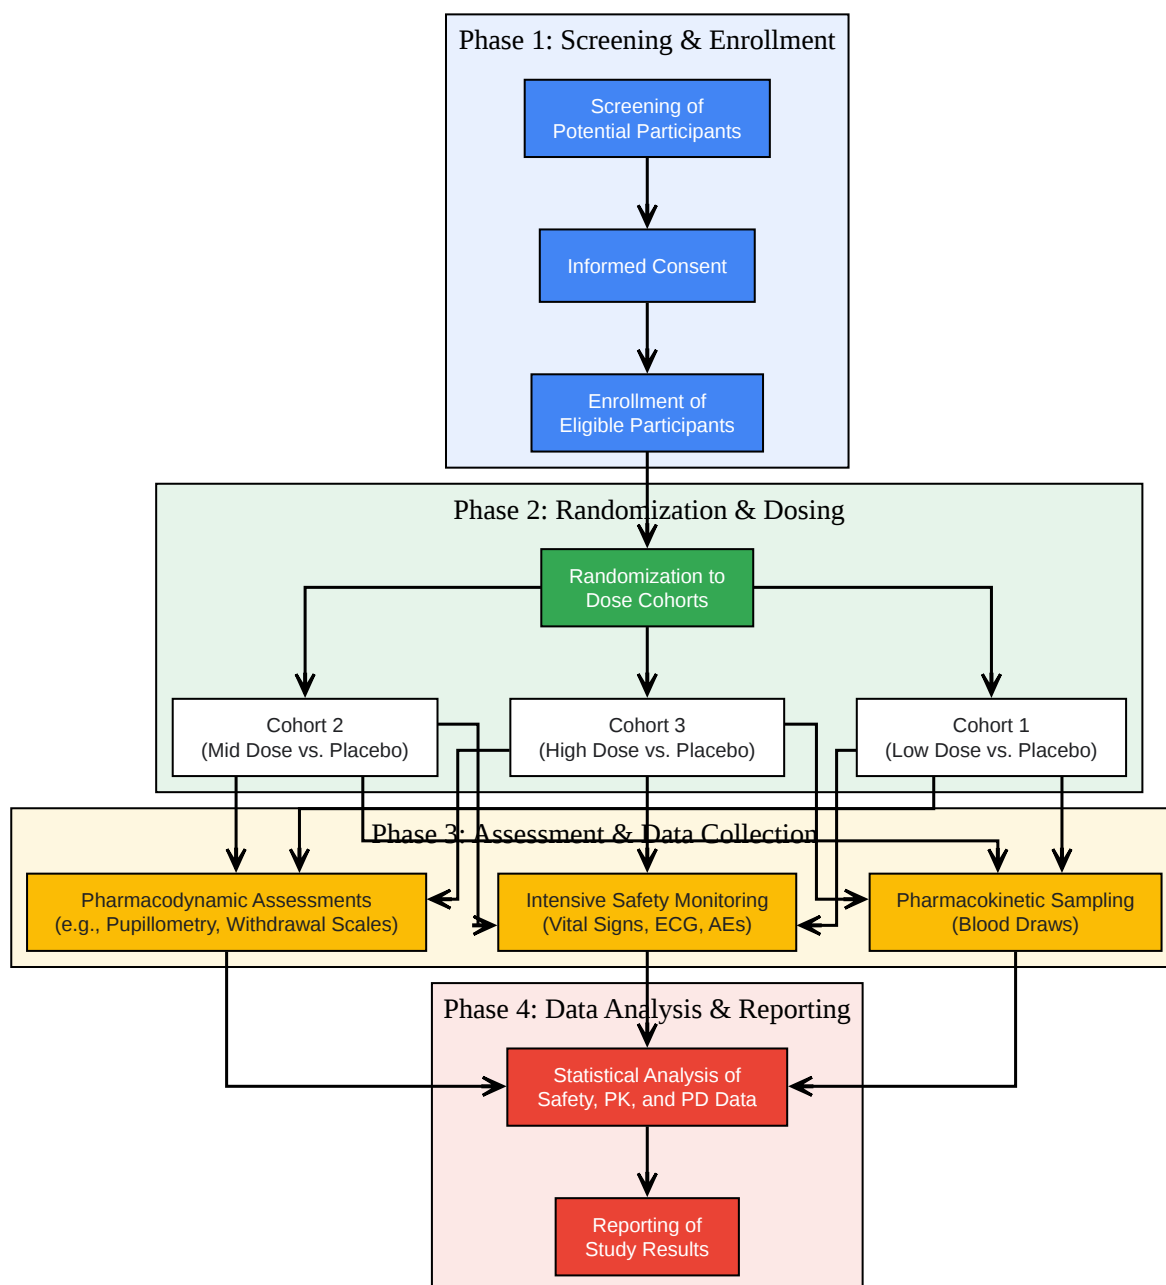 Phase 1: Screening & Enrollment
Screening of
Potential Participants
Informed Consent
Enrollment of
Eligible Participants
Phase 2: Randomization & Dosing
Randomization to
Dose Cohorts
Cohort 2
(Mid Dose vs. Placebo)
Cohort 3
(High Dose vs. Placebo)
Cohort 1
(Low Dose vs. Placebo)
Phase 3: Assessment & Data Collection
Pharmacodynamic Assessments
(e.g., Pupillometry, Withdrawal Scales)
Intensive Safety Monitoring
(Vital Signs, ECG, AEs)
Pharmacokinetic Sampling
(Blood Draws)
Phase 4: Data Analysis & Reporting
Statistical Analysis of
Safety, PK, and PD Data
Reporting of
Study Results